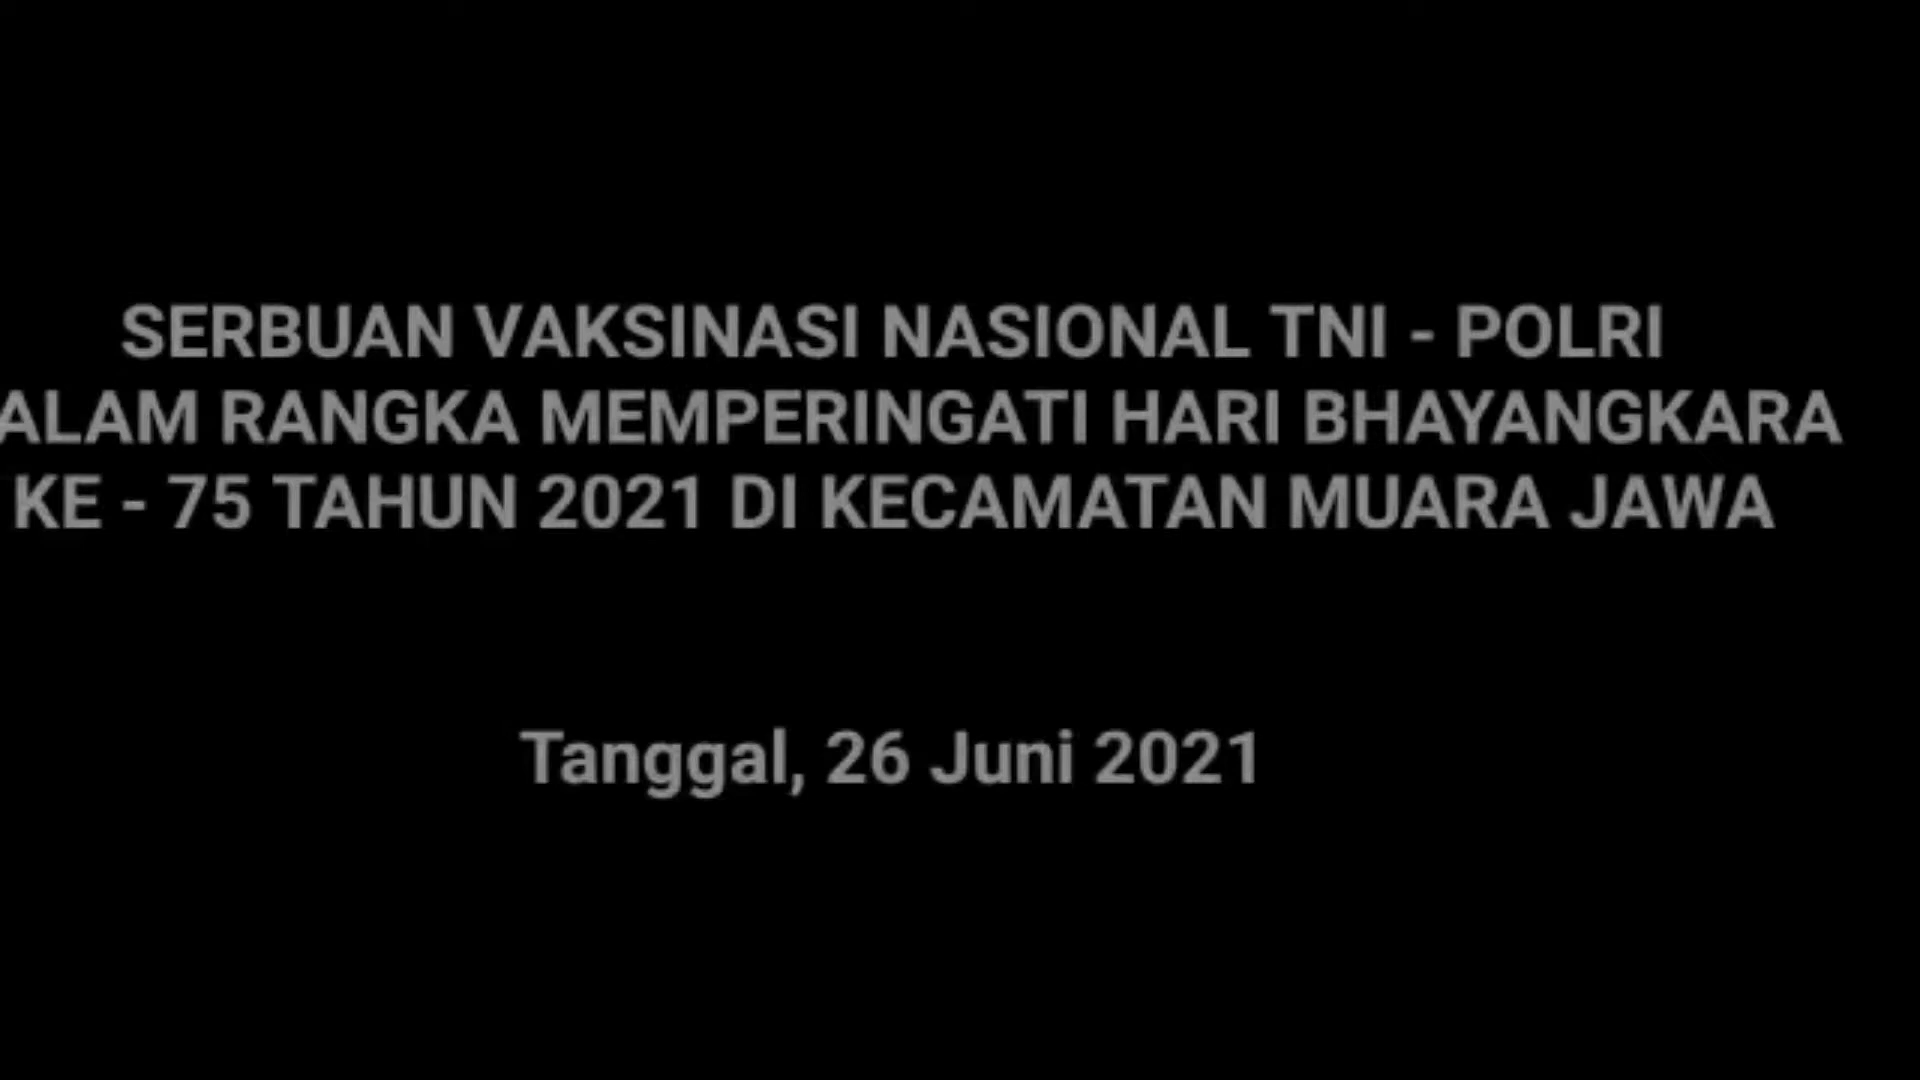 SERBUAN VAKSINASI NASIONAL TNI - POLRI
ALAM RANGKA MEMPERINGATI HARI BHAYANGKARA
KE - 75 TAHUN 2021 DI KECAMATAN MUARA JAWA
Tanggal, 26 Juni 2021